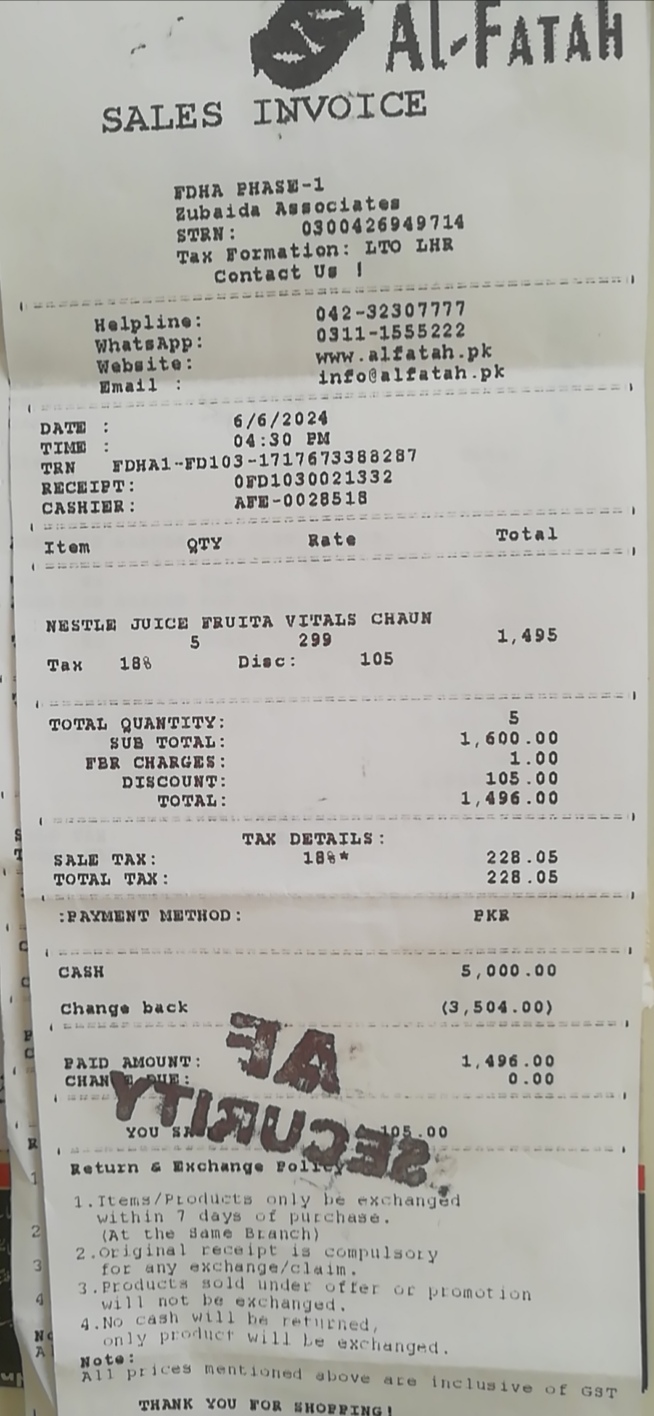 Al-Fatah
SALES INVOICE
FDHA PHASE-1
Zubaida Associates
STRN: 0300426949714
Tax Formation: LTO LHR
Contact Us !
Helpline: 042-32307777
WhatsApp: 0311-1555222
Website: www.alfatah.pk
Email : info@alfatah.pk
DATE : 6/6/2024
TIME : 04:30 PM
TRN FDHA1-FD103-1717673388287
RECEIPT: 0FD1030021332
CASHIER: AFE-0028518
Item QTY Rate Total
NESTLE JUICE FRUITA VITALS CHAUN
5 299 1,495
Tax 18% Disc: 105
TOTAL QUANTITY: 5
SUB TOTAL: 1,600.00
FBR CHARGES: 1.00
DISCOUNT: 105.00
TOTAL: 1,496.00
TAX DETAILS:
SALE TAX: 18%* 228.05
TOTAL TAX: 228.05
:PAYMENT METHOD: PKR
CASH 5,000.00
Change back (3,504.00)
PAID AMOUNT: 1,496.00
CHANGE DUE: 0.00
AF
SECURITY
YOU 105.00
Return & Exchange Policy
1.Items/Products only be exchanged
within 7 days of purchase.
(At the Same Branch)
2.Original receipt is compulsory
for any exchange/claim.
3.Products sold under offer or promotion
will not be exchanged.
4.No cash will be returned,
only product will be exchanged.
Note:
All prices mentioned above are inclusive of GST
THANK YOU FOR SHOPPING!